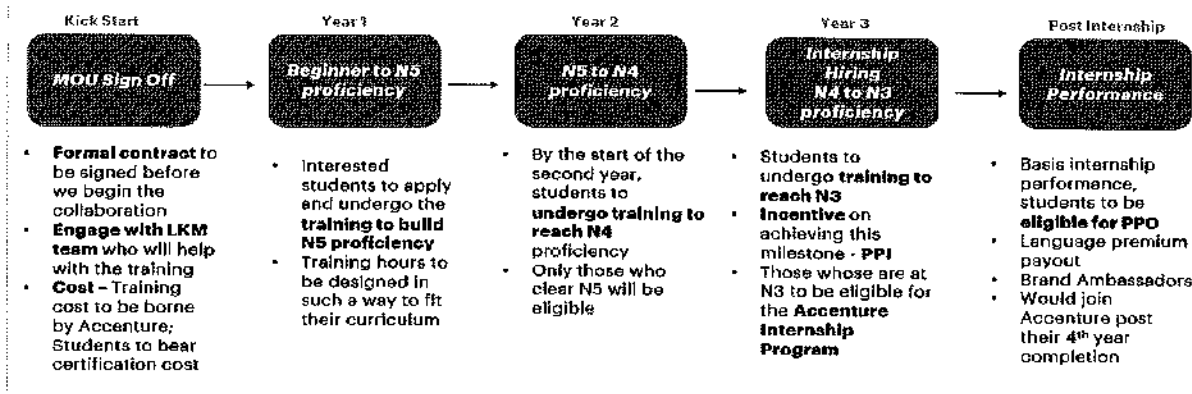 Kick Start
MOU Sign Off
• Formal contract to
be signed before
we begin the
collaboration
• Engage with LKM
team who will help
with the training
• Cost – Training
cost to be borne
by Accenture;
Students to bear
certification cost
Year 1
Beginner to N5
proficiency
• Interested
students to apply
and undergo the
training to build
N5 proficiency
• Training hours to
be designed in
such a way to fit
their curriculum
Year 2
N5 to N4
proficiency
• By the start of the
second year,
students to
undergo training to
reach N4
proficiency
• Only those who
clear N5 will be
eligible
Year 3
Internship
Hiring
N4 to N3
proficiency
• Students to
undergo training to
reach N3
• Incentive on
achieving this
milestone - PPI
• Those whose are at
N3 to be eligible for
the Accenture
Internship
Program
Post Internship
Internship
Performance
• Basis internship
performance,
students to be
eligible for PPO
• Language premium
payout
• Brand Ambassadors
• Would join
Accenture post
their 4th year
completion